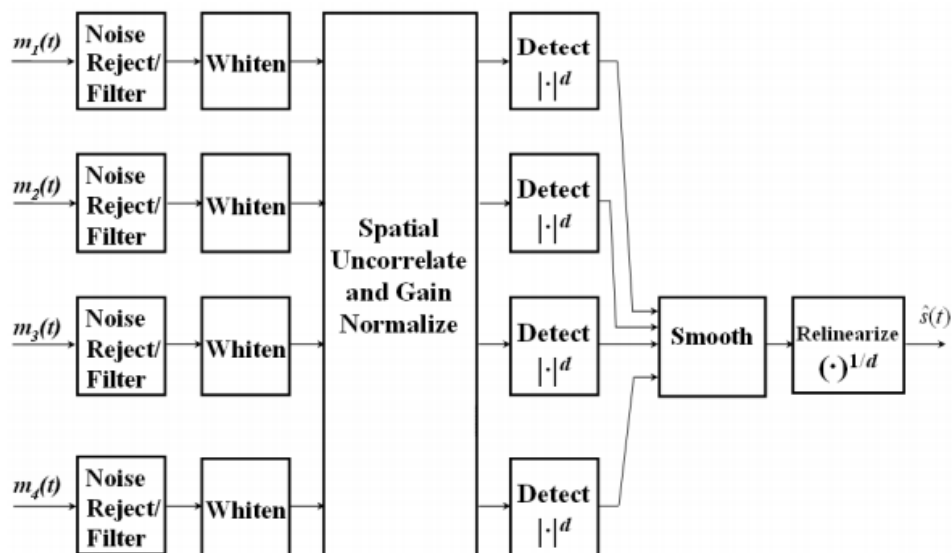 m₁(t)
Noise
Reject/
Filter
Whiten
Detect
|·|ᵈ
m₂(t)
Noise
Reject/
Filter
Whiten
Detect
|·|ᵈ
Spatial
Uncorrelate
and Gain
Normalize
m₃(t)
Noise
Reject/
Filter
Whiten
Detect
|·|ᵈ
Smooth
Relinearize
(·)¹/ᵈ
ŝ(t)
m₄(t)
Noise
Reject/
Filter
Whiten
Detect
|·|ᵈ